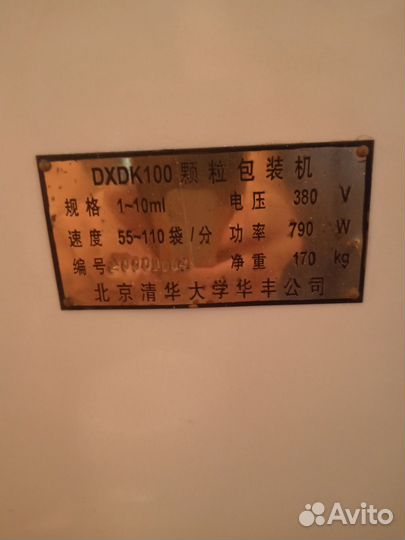 DXDK100 颗粒包装机
规格 1~10ml 电压 380 V
速度 55-110 袋/分 功率 790 W
编号 净重 170 kg
北京清华大学华丰公司
Avito